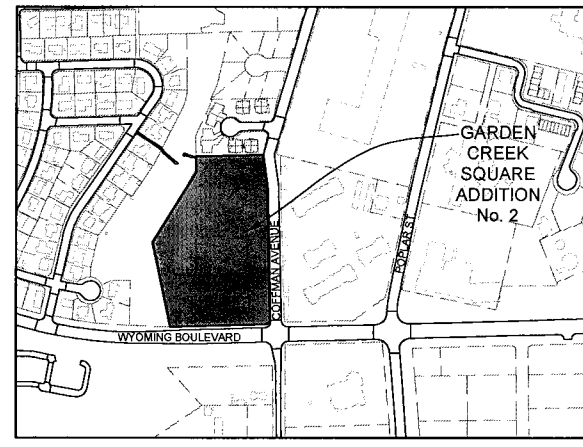 GARDEN
CREEK
SQUARE
ADDITION
No. 2
COFFMAN AVENUE
POPLAR ST.
WYOMING BOULEVARD